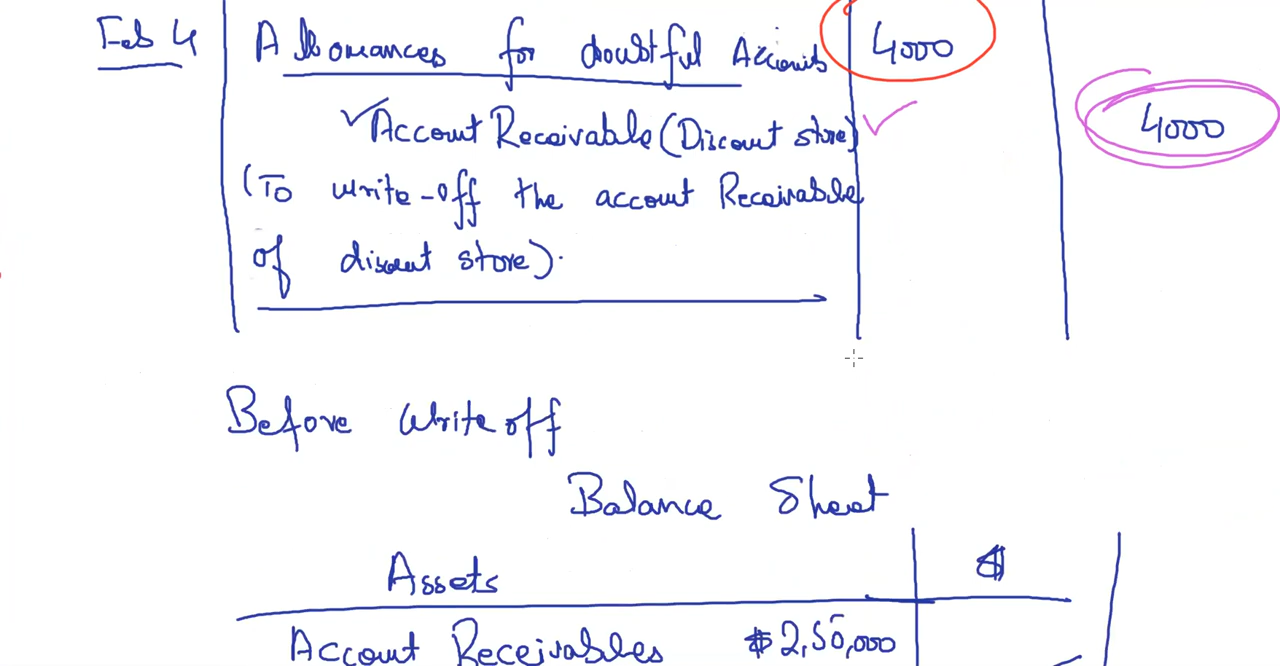 Feb 4 Allowances for doubtful Accounts 4000
Account Receivable (Discount store) 4000
(To write-off the account Receivable
of discount store).
Before Write off
Balance Sheet
Assets $
Account Receivables $2,50,000